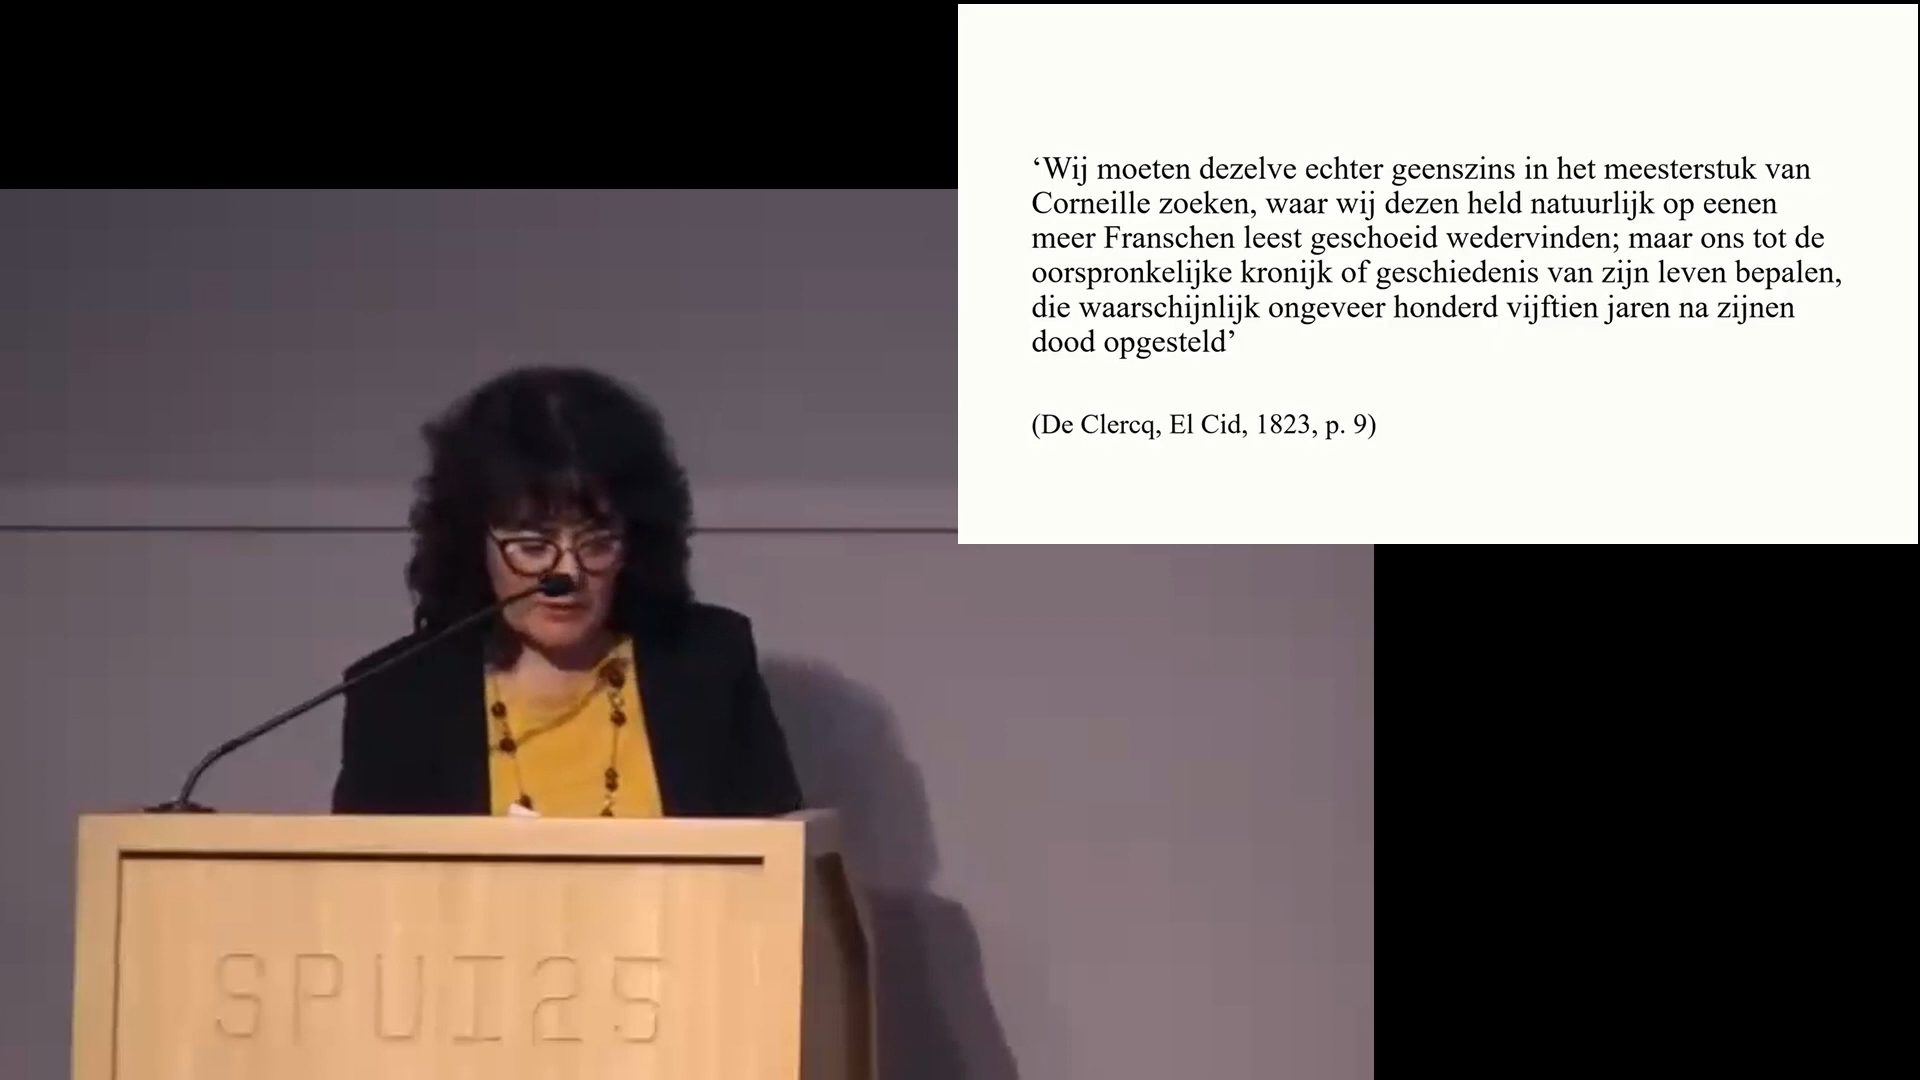 ‘Wij moeten dezelve echter geenszins in het meesterstuk van
Corneille zoeken, waar wij dezen held natuurlijk op eenen
meer Franschen leest geschoeid wedervinden; maar ons tot de
oorspronkelijke kronijk of geschiedenis van zijn leven bepalen,
die waarschijnlijk ongeveer honderd vijftien jaren na zijnen
dood opgesteld’
(De Clercq, El Cid, 1823, p. 9)
SPUI25